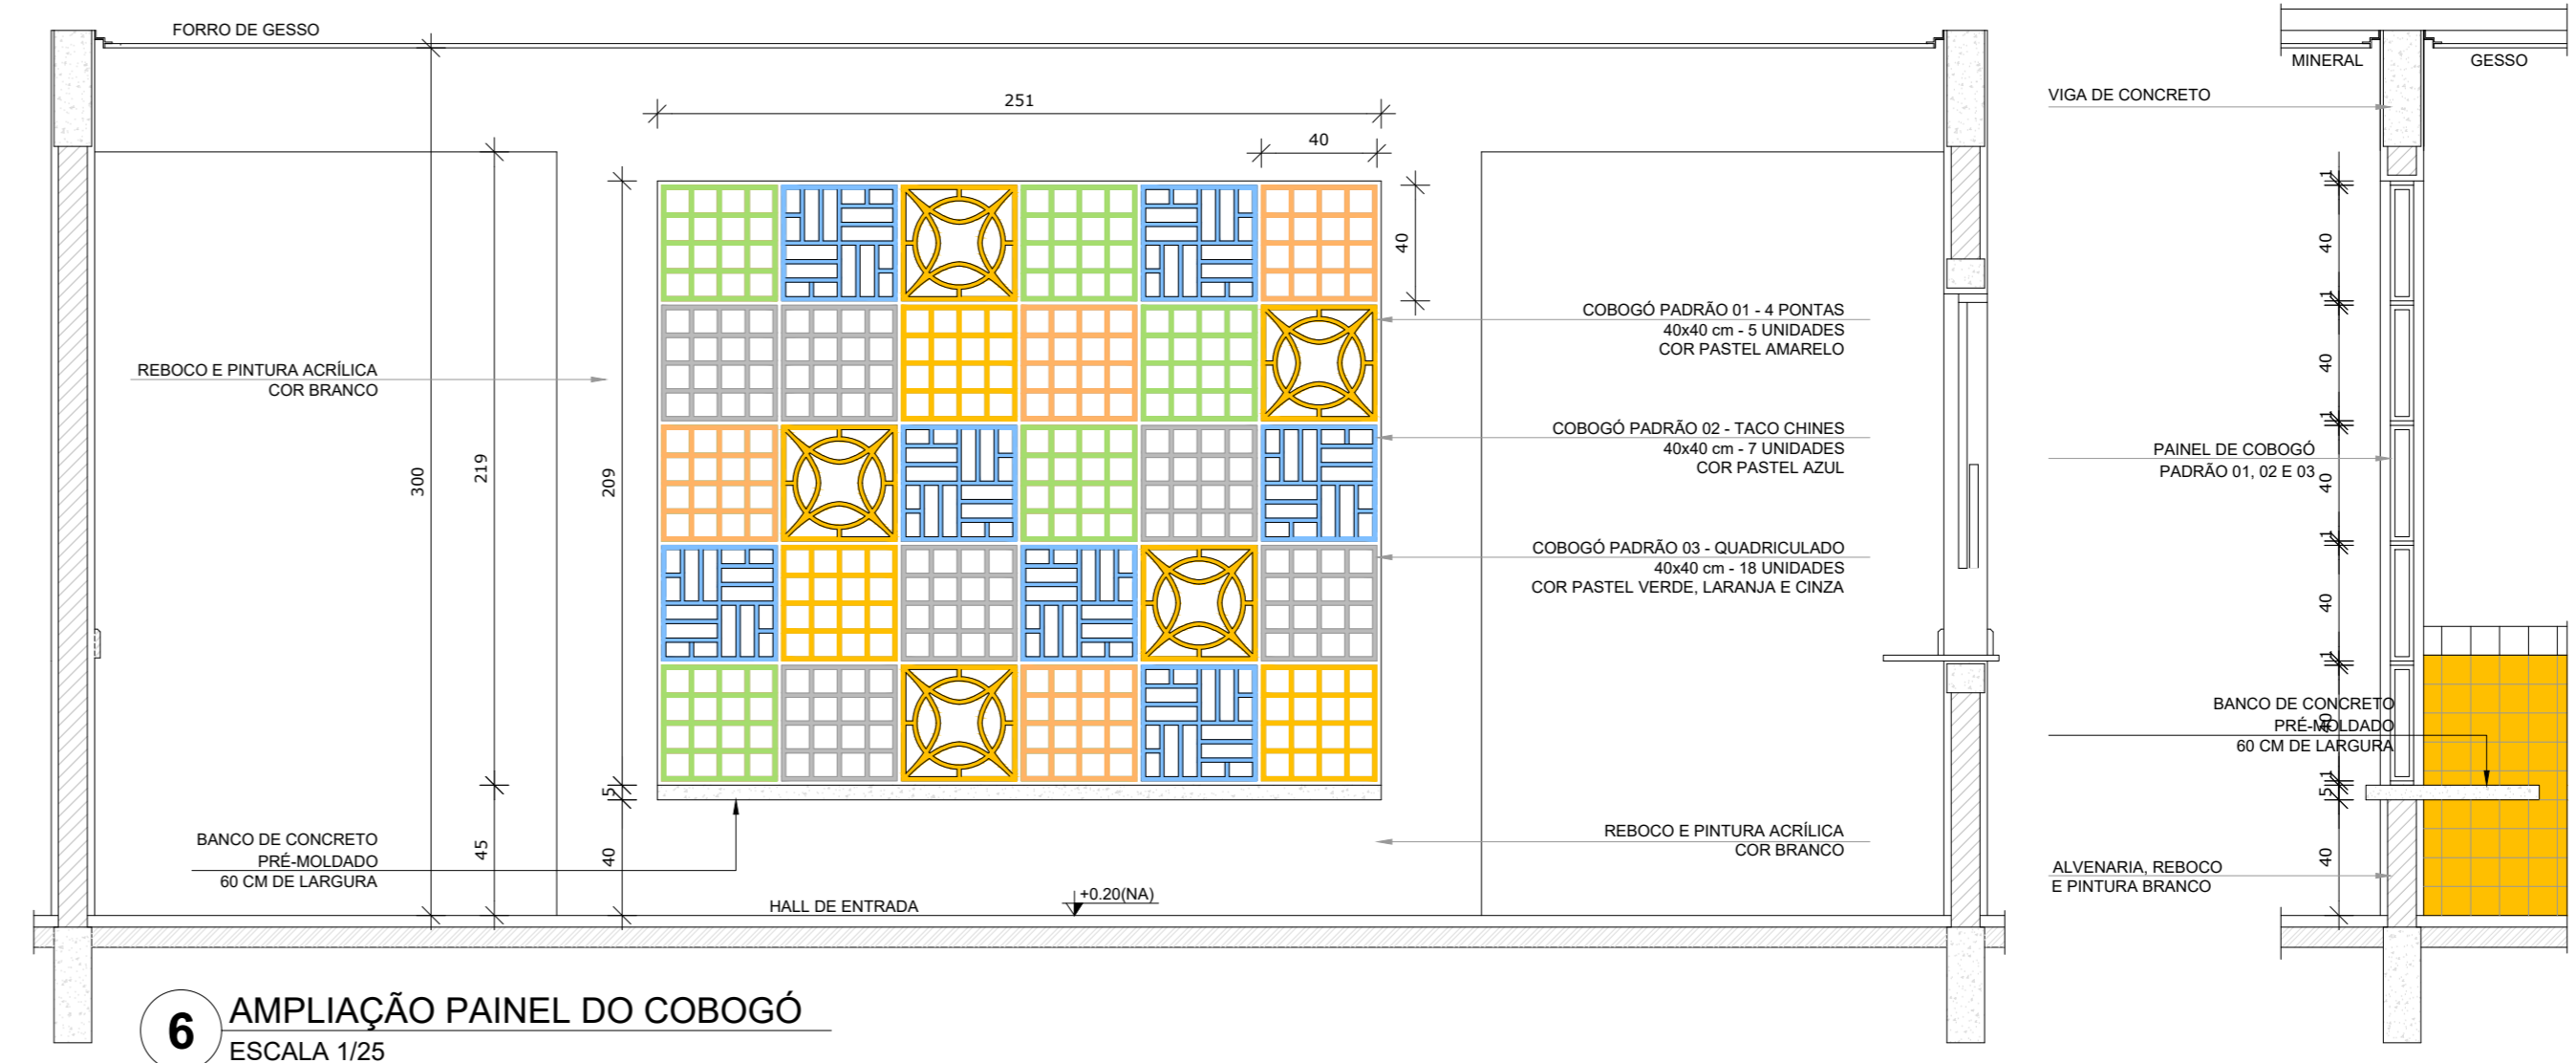 FORRO DE GESSO
251
40
40
300
219
209
5
45
40
REBOCO E PINTURA ACRÍLICA
COR BRANCO
COBOGÓ PADRÃO 01 - 4 PONTAS
40x40 cm - 5 UNIDADES
COR PASTEL AMARELO
COBOGÓ PADRÃO 02 - TACO CHINES
40x40 cm - 7 UNIDADES
COR PASTEL AZUL
COBOGÓ PADRÃO 03 - QUADRICULADO
40x40 cm - 18 UNIDADES
COR PASTEL VERDE, LARANJA E CINZA
BANCO DE CONCRETO
PRÉ-MOLDADO
60 CM DE LARGURA
REBOCO E PINTURA ACRÍLICA
COR BRANCO
HALL DE ENTRADA
+0.20(NA)
MINERAL
GESSO
VIGA DE CONCRETO
1
40
1
40
1
40
1
40
1
40
1
5
40
PAINEL DE COBOGÓ
PADRÃO 01, 02 E 03
BANCO DE CONCRETO
PRÉ-MOLDADO
60 CM DE LARGURA
ALVENARIA, REBOCO
E PINTURA BRANCO
6
AMPLIAÇÃO PAINEL DO COBOGÓ
ESCALA 1/25